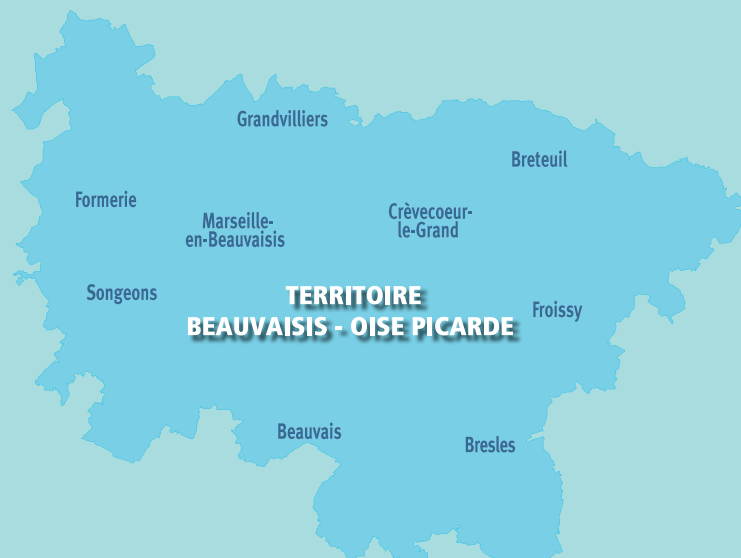 Grandvilliers
Breteuil
Formerie
Marseille-
en-Beauvaisis
Crèvecoeur-
le-Grand
Songeons
TERRITOIRE
BEAUVAISIS - OISE PICARDE
Froissy
Beauvais
Bresles